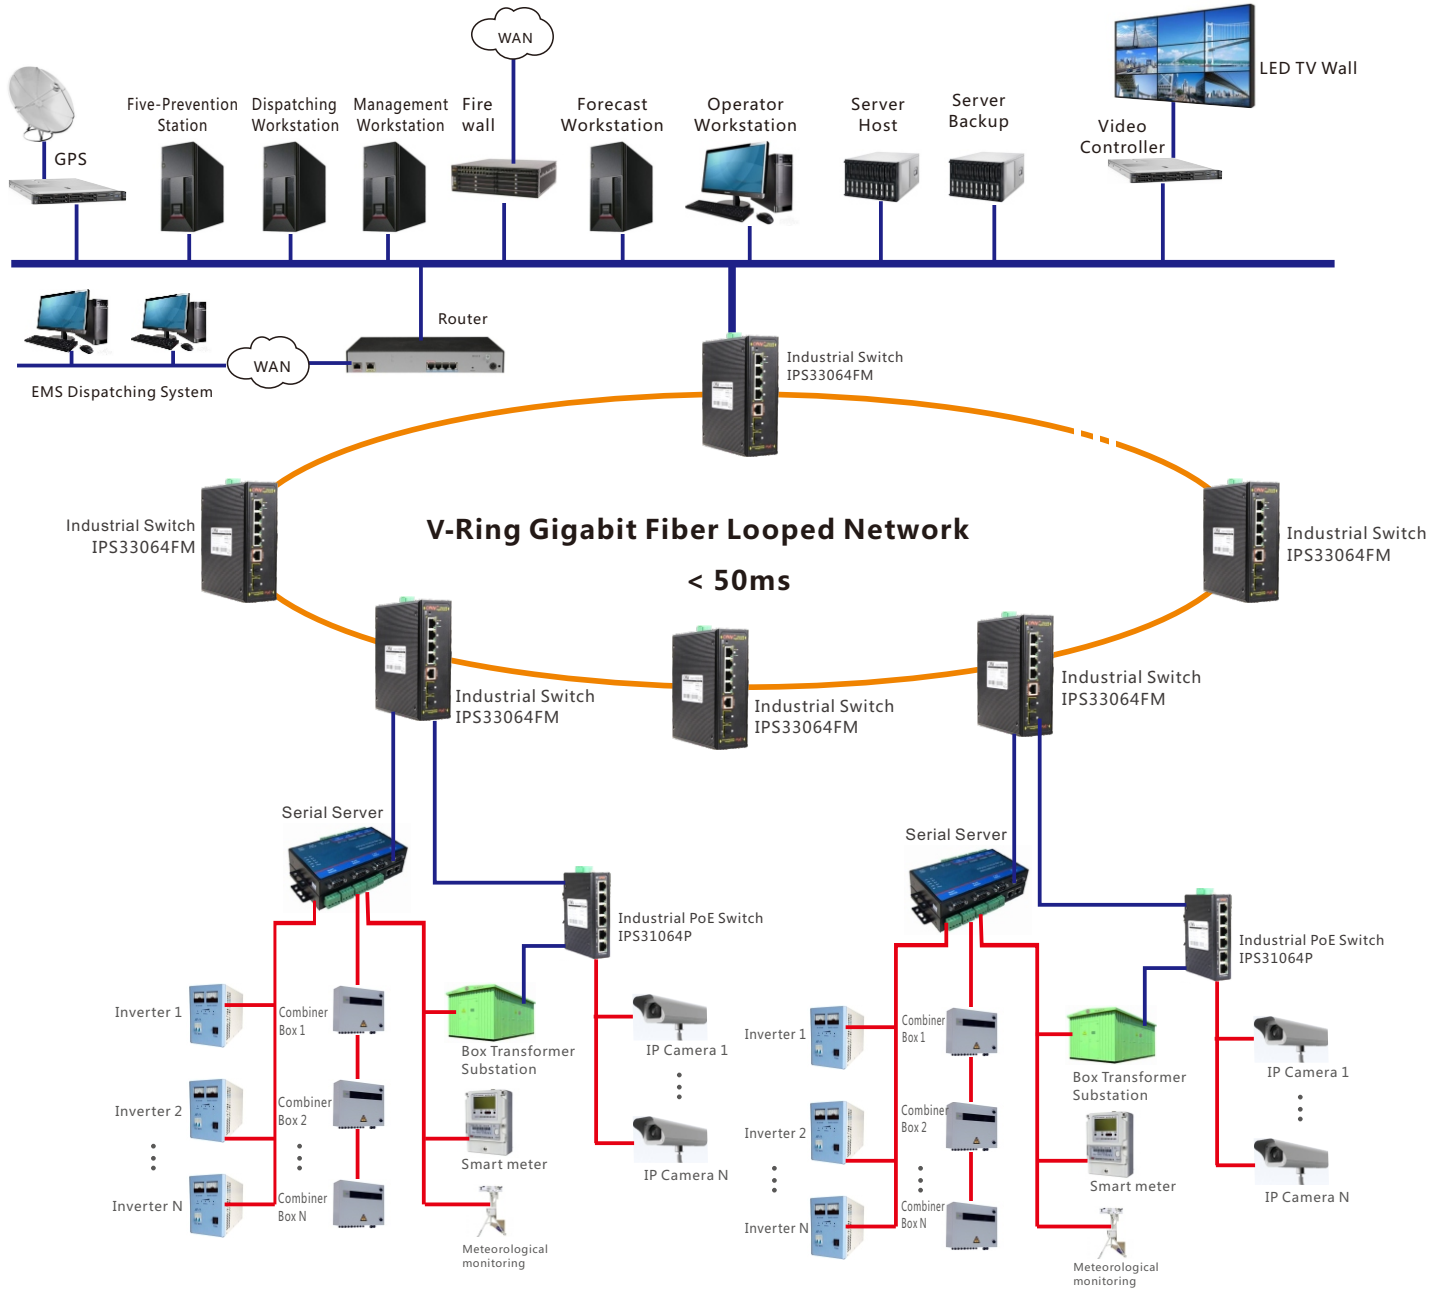 WAN
LED TV Wall
Five-Prevention
Station
Dispatching
Workstation
Management
Workstation
Fire
wall
Forecast
Workstation
Operator
Workstation
Server
Host
Server
Backup
Video
Controller
GPS
Router
WAN
EMS Dispatching System
Industrial Switch
IPS33064FM
Industrial Switch
IPS33064FM
V-Ring Gigabit Fiber Looped Network
< 50ms
Industrial Switch
IPS33064FM
Industrial Switch
IPS33064FM
Industrial Switch
IPS33064FM
Industrial Switch
IPS33064FM
Serial Server
Industrial PoE Switch
IPS31064P
Inverter 1
Combiner
Box 1
Box Transformer
Substation
IP Camera 1
Inverter 2
Combiner
Box 2
Smart meter
IP Camera N
Inverter N
Combiner
Box N
Meteorological
monitoring
Serial Server
Industrial PoE Switch
IPS31064P
Inverter 1
Combiner
Box 1
Box Transformer
Substation
IP Camera 1
Inverter 2
Combiner
Box 2
Smart meter
IP Camera N
Inverter N
Combiner
Box N
Meteorological
monitoring